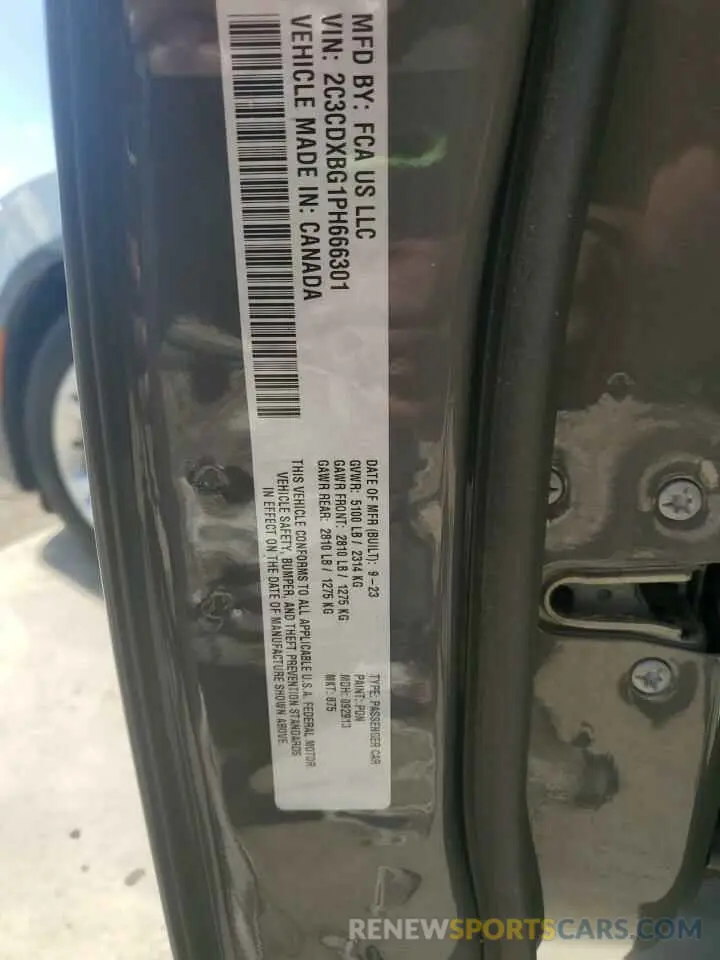 MFD BY: FCA US LLC
VIN: 2C3CDXBG1PH666301
VEHICLE MADE IN: CANADA
DATE OF MFR (BUILT): 9-23
GVWR: 5100 LB / 2314 KG
GAWR FRONT: 2810 LB / 1275 KG
GAWR REAR: 2810 LB / 1275 KG
THIS VEHICLE CONFORMS TO ALL APPLICABLE U.S.A. FEDERAL MOTOR
VEHICLE SAFETY, BUMPER, AND THEFT PREVENTION STANDARDS
IN EFFECT ON THE DATE OF MANUFACTURE SHOWN ABOVE.
TYPE: PASSENGER CAR
PAINT: PDN
MDH: 092913
MKT: 875
RENEWSPORTSCARS.COM